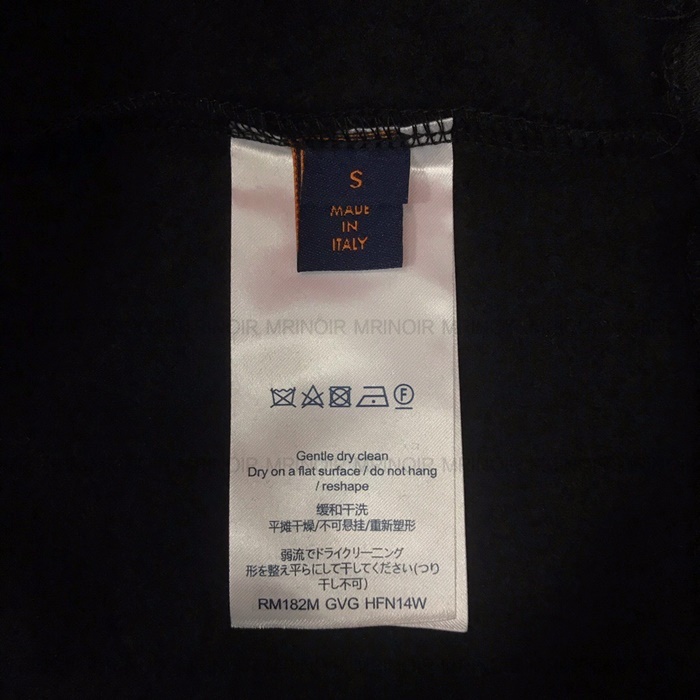 S
MADE
IN
ITALY
MRINOIR MRINOIR MRINOIR
Gentle dry clean
Dry on a flat surface / do not hang
/ reshape
MRINOIR MRINOIR MRINOIR
缓和干洗
平摊干燥/不可悬挂/重新塑形
弱流でドライクリーニング
形を整え平らにして干してください(つり
干し不可)
RM182M GVG HFN14W